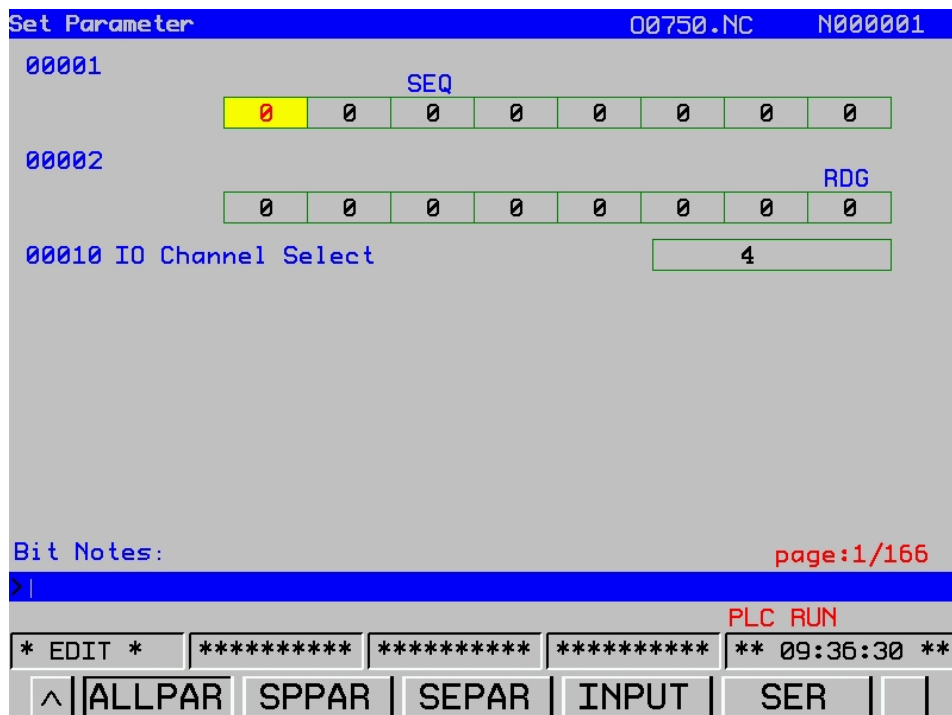 Set Parameter O0750.NC N000001
00001
SEQ
0 0 0 0 0 0 0 0
00002
RDG
0 0 0 0 0 0 0 0
00010 IO Channel Select 4
Bit Notes:
page:1/166
>
PLC RUN
* EDIT * ********** ********** ********** ** 09:36:30 **
^ ALLPAR SPPAR SEPAR INPUT SER